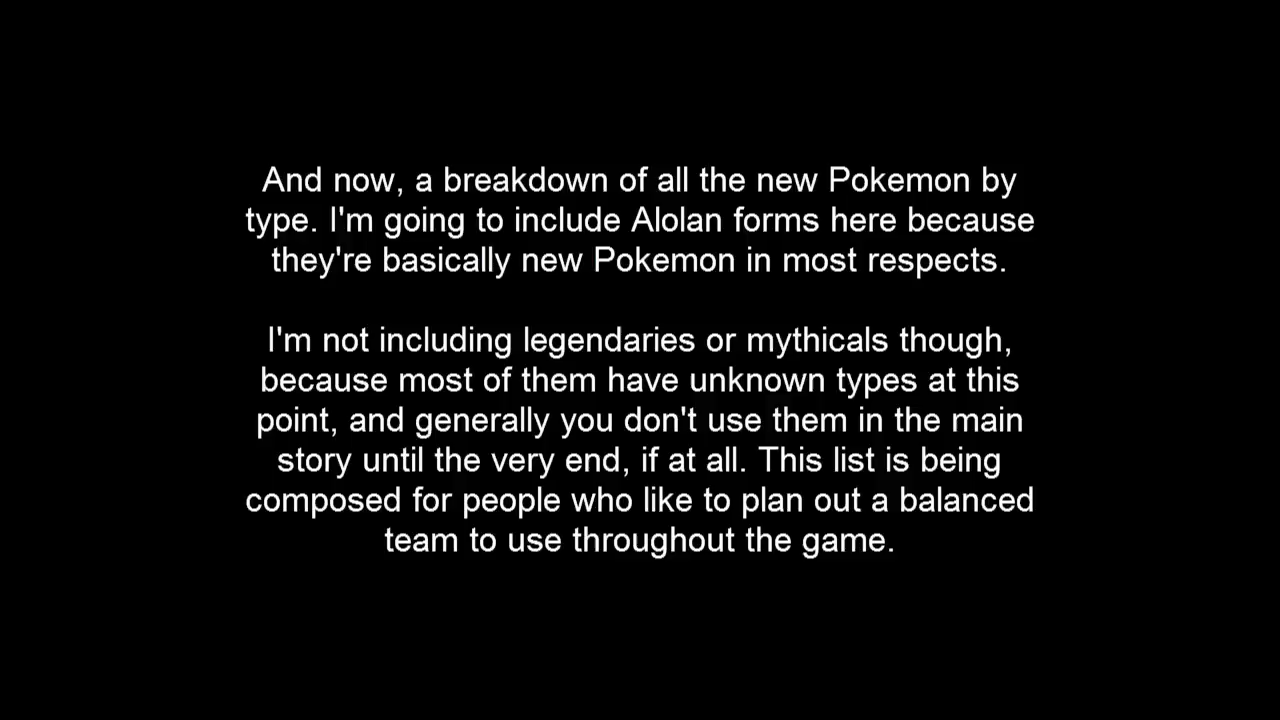 And now, a breakdown of all the new Pokemon by
type. I'm going to include Alolan forms here because
they're basically new Pokemon in most respects.
I'm not including legendaries or mythicals though,
because most of them have unknown types at this
point, and generally you don't use them in the main
story until the very end, if at all. This list is being
composed for people who like to plan out a balanced
team to use throughout the game.